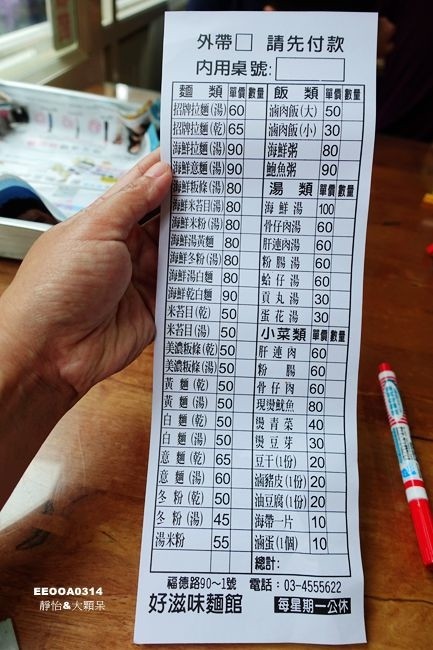 外帶□ 請先付款
內用桌號:
麵 類 單價 數量
招牌拉麵(湯) 60
招牌拉麵(乾) 65
海鮮拉麵(湯) 90
海鮮意麵(湯) 90
海鮮粄條(湯) 80
海鮮米苔目(湯) 80
海鮮米粉(湯) 80
海鮮湯黃麵 80
海鮮冬粉(湯) 80
海鮮湯白麵 80
海鮮乾白麵 90
米苔目(乾) 50
米苔目(湯) 50
美濃粄條(乾) 50
美濃粄條(湯) 50
黃 麵(乾) 50
黃 麵(湯) 50
白 麵(乾) 50
白 麵(湯) 50
意 麵(乾) 65
意 麵(湯) 60
冬 粉(乾) 50
冬 粉(湯) 45
湯米粉 55
飯 類 單價 數量
滷肉飯(大) 50
滷肉飯(小) 30
海鮮粥 80
鮑魚粥 90
湯 類 單價 數量
海 鮮 湯 100
骨仔肉湯 60
肝連肉湯 60
粉 腸 湯 60
蛤 仔 湯 60
貢 丸 湯 30
蛋 花 湯 30
小菜類 單價 數量
肝 連 肉 60
粉 腸 60
骨 仔 肉 60
現燙魷魚 80
燙 青 菜 40
燙 豆 芽 30
豆干(1份) 20
滷豬皮(1份) 20
油豆腐(1份) 20
海帶一片 10
滷蛋(1個) 10
總計:
福德路90～1號 電話:03-4555622
好滋味麵館 每星期一公休
EEOOA0314
靜怡&大顆呆